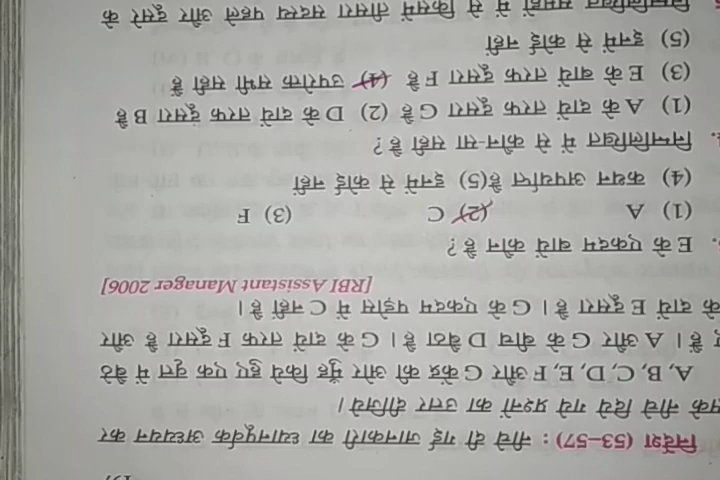 निर्देश (53–57) : नीचे दी गई जानकारी का ध्यानपूर्वक अध्ययन कर
नीचे दिये गये प्रश्नों का उत्तर दीजिये।
A, B, C, D, E, F और G केंद्र की ओर मुँह किये हुए एक वृत में बैठे
हैं। A और G के बीच D बैठा है। G के दायें तरफ F दूसरा है और
के दायें E दूसरा है। G के एकदम पड़ोस में C नहीं है।
[RBI Assistant Manager 2006]
E के एकदम बायें कौन है?
(1) A (2) C (3) F
(4) कथन अपर्याप्त है(5) इनमें से कोई नहीं
निम्नलिखित में से कौन-सा सही है?
(1) A के दायें तरफ दूसरा G है (2) D के दायें तरफ दूसरा B है
(3) E के बायें तरफ दूसरा F है (4) उपरोक्त सभी सही हैं
(5) इनमें से कोई नहीं
में से किसमें तीसरा सदस्य पहले और दूसरे के